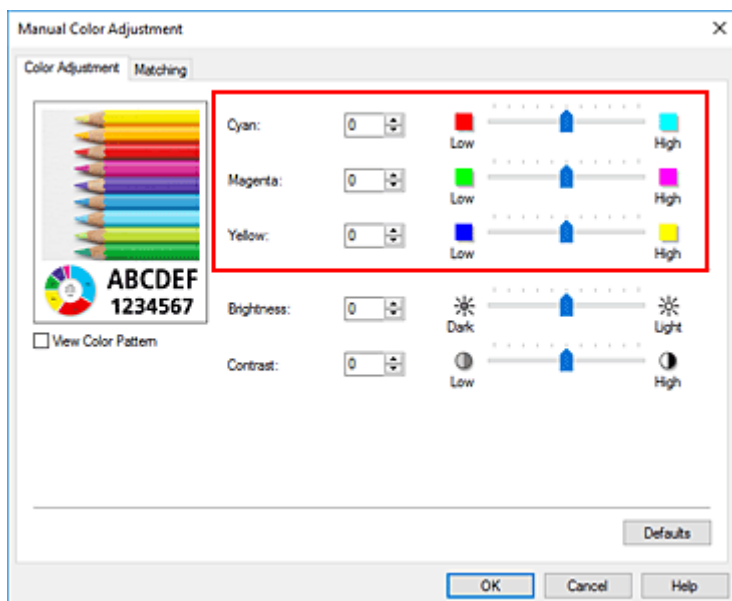 Manual Color Adjustment
Color Adjustment Matching
Cyan: 0 Low High
Magenta: 0 Low High
Yellow: 0 Low High
ABCDEF
1234567
Brightness: 0 Dark Light
View Color Pattern
Contrast: 0 Low High
Defaults
OK Cancel Help